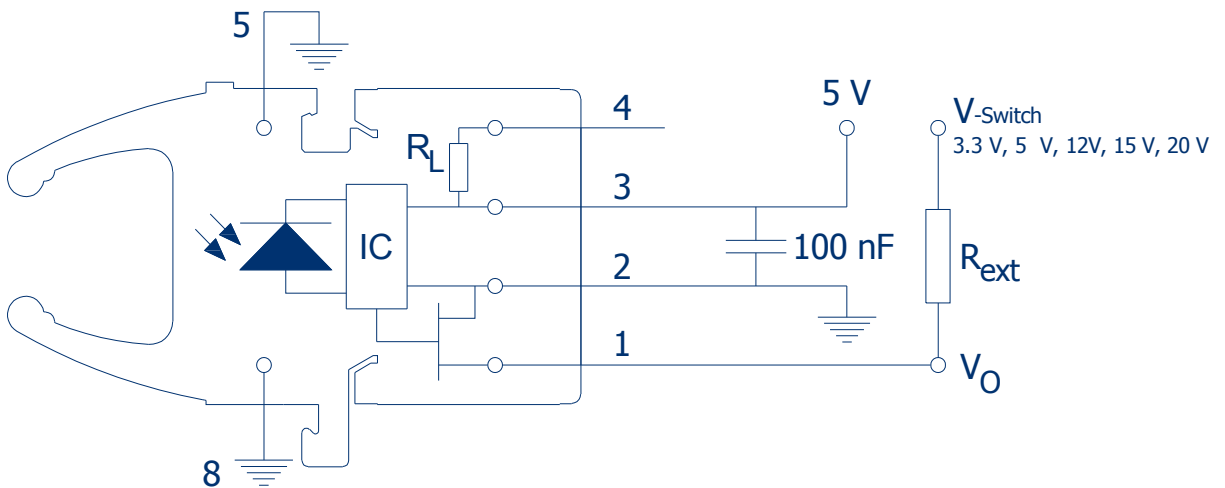 5
4
5 V
V-Switch
3.3 V, 5 V, 12V, 15 V, 20 V
RL
3
IC
100 nF
2
Rext
1
VO
8